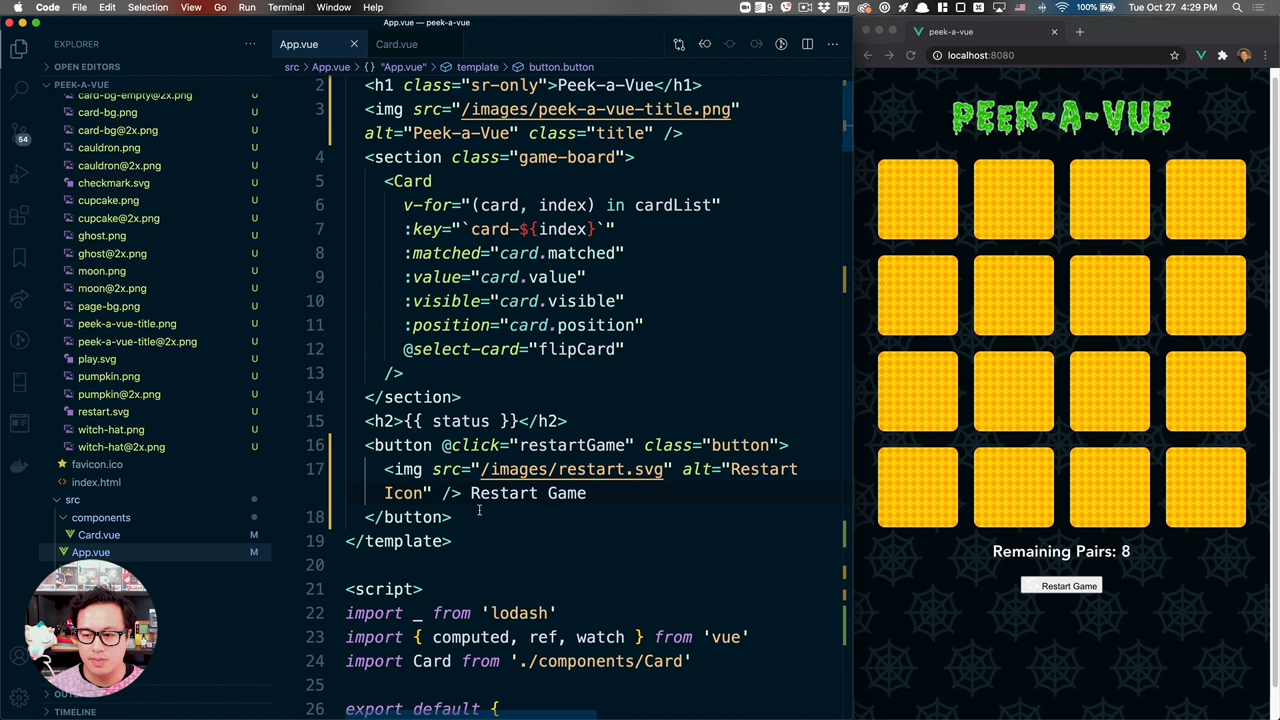 Code File Edit Selection View Go Run Terminal Window Help
9
27
100%
Tue Oct 27 4:29 PM
App.vue — peek-a-vue
EXPLORER
OPEN EDITORS
PEEK-A-VUE
card-bg-empty@2x.png U
card-bg.png U
card-bg@2x.png U
cauldron.png U
cauldron@2x.png U
checkmark.svg U
cupcake.png U
cupcake@2x.png U
ghost.png U
ghost@2x.png U
moon.png U
moon@2x.png U
page-bg.png U
peek-a-vue-title.png U
peek-a-vue-title@2x.png U
play.svg U
pumpkin.png U
pumpkin@2x.png U
restart.svg U
witch-hat.png U
witch-hat@2x.png U
favicon.ico
index.html
src
components
Card.vue M
App.vue M
TIMELINE
54
App.vue Card.vue
src > App.vue > {} "App.vue" > template > button.button
2 <h1 class="sr-only">Peek-a-Vue</h1>
3 <img src="/images/peek-a-vue-title.png"
alt="Peek-a-Vue" class="title" />
4 <section class="game-board">
5 <Card
6 v-for="(card, index) in cardList"
7 :key="`card-${index}`"
8 :matched="card.matched"
9 :value="card.value"
10 :visible="card.visible"
11 :position="card.position"
12 @select-card="flipCard"
13 />
14 </section>
15 <h2>{{ status }}</h2>
16 <button @click="restartGame" class="button">
17 <img src="/images/restart.svg" alt="Restart
Icon" /> Restart Game
18 </button>
19 </template>
20
21 <script>
22 import _ from 'lodash'
23 import { computed, ref, watch } from 'vue'
24 import Card from './components/Card'
25
26 export default {
peek-a-vue
localhost:8080
PEEK-A-VUE
Remaining Pairs: 8
Restart Game